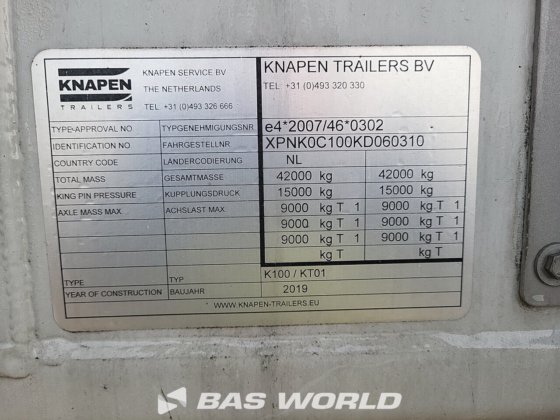 KNAPEN
TRAILERS
KNAPEN SERVICE BV
THE NETHERLANDS
TEL. +31 (0)493 326 666
KNAPEN TRAILERS BV
TEL: +31 (0)493 320 330
TYPE-APPROVAL NO. TYPGENEHMIGUNGSNR. e4*2007/46*0302
IDENTIFICATION NO. FAHRGESTELLNR XPNK0C100KD060310
COUNTRY CODE LÄNDERCODIERUNG NL
TOTAL MASS GESAMTMASSE 42000 kg 42000 kg
KING PIN PRESSURE KUPPLUNGSDRUCK 15000 kg 15000 kg
AXLE MASS MAX ACHSLAST MAX 9000 kg T 1 9000 kg T 1
9000 kg T 1 9000 kg T 1
9000 kg T 1 9000 kg T 1
kg T kg T
TYPE TYP K100 / KT01
YEAR OF CONSTRUCTION BAUJAHR 2019
WWW.KNAPEN-TRAILERS.EU
BAS WORLD